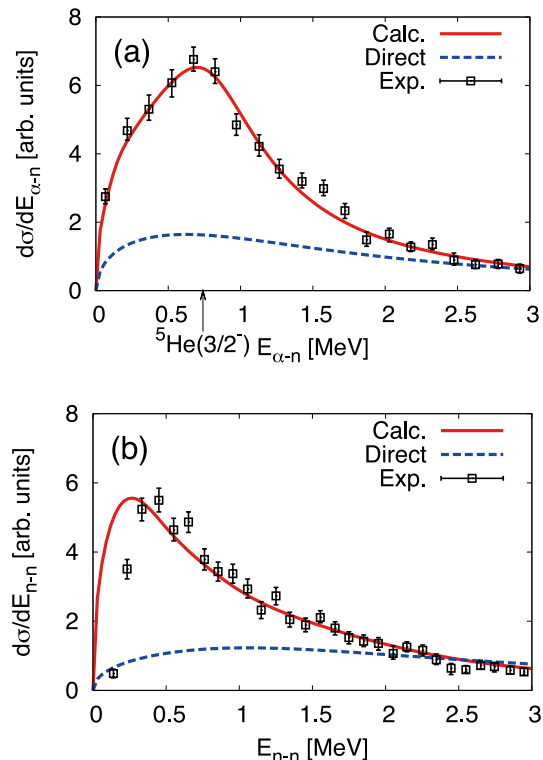 (a)
Calc.
Direct
Exp.
dσ/dE_α-n [arb. units]
8
6
4
2
0
0 0.5 1 1.5 2 2.5 3
⁵He(3/2⁻) E_α-n [MeV]
(b)
Calc.
Direct
Exp.
dσ/dE_n-n [arb. units]
8
6
4
2
0
0 0.5 1 1.5 2 2.5 3
E_n-n [MeV]